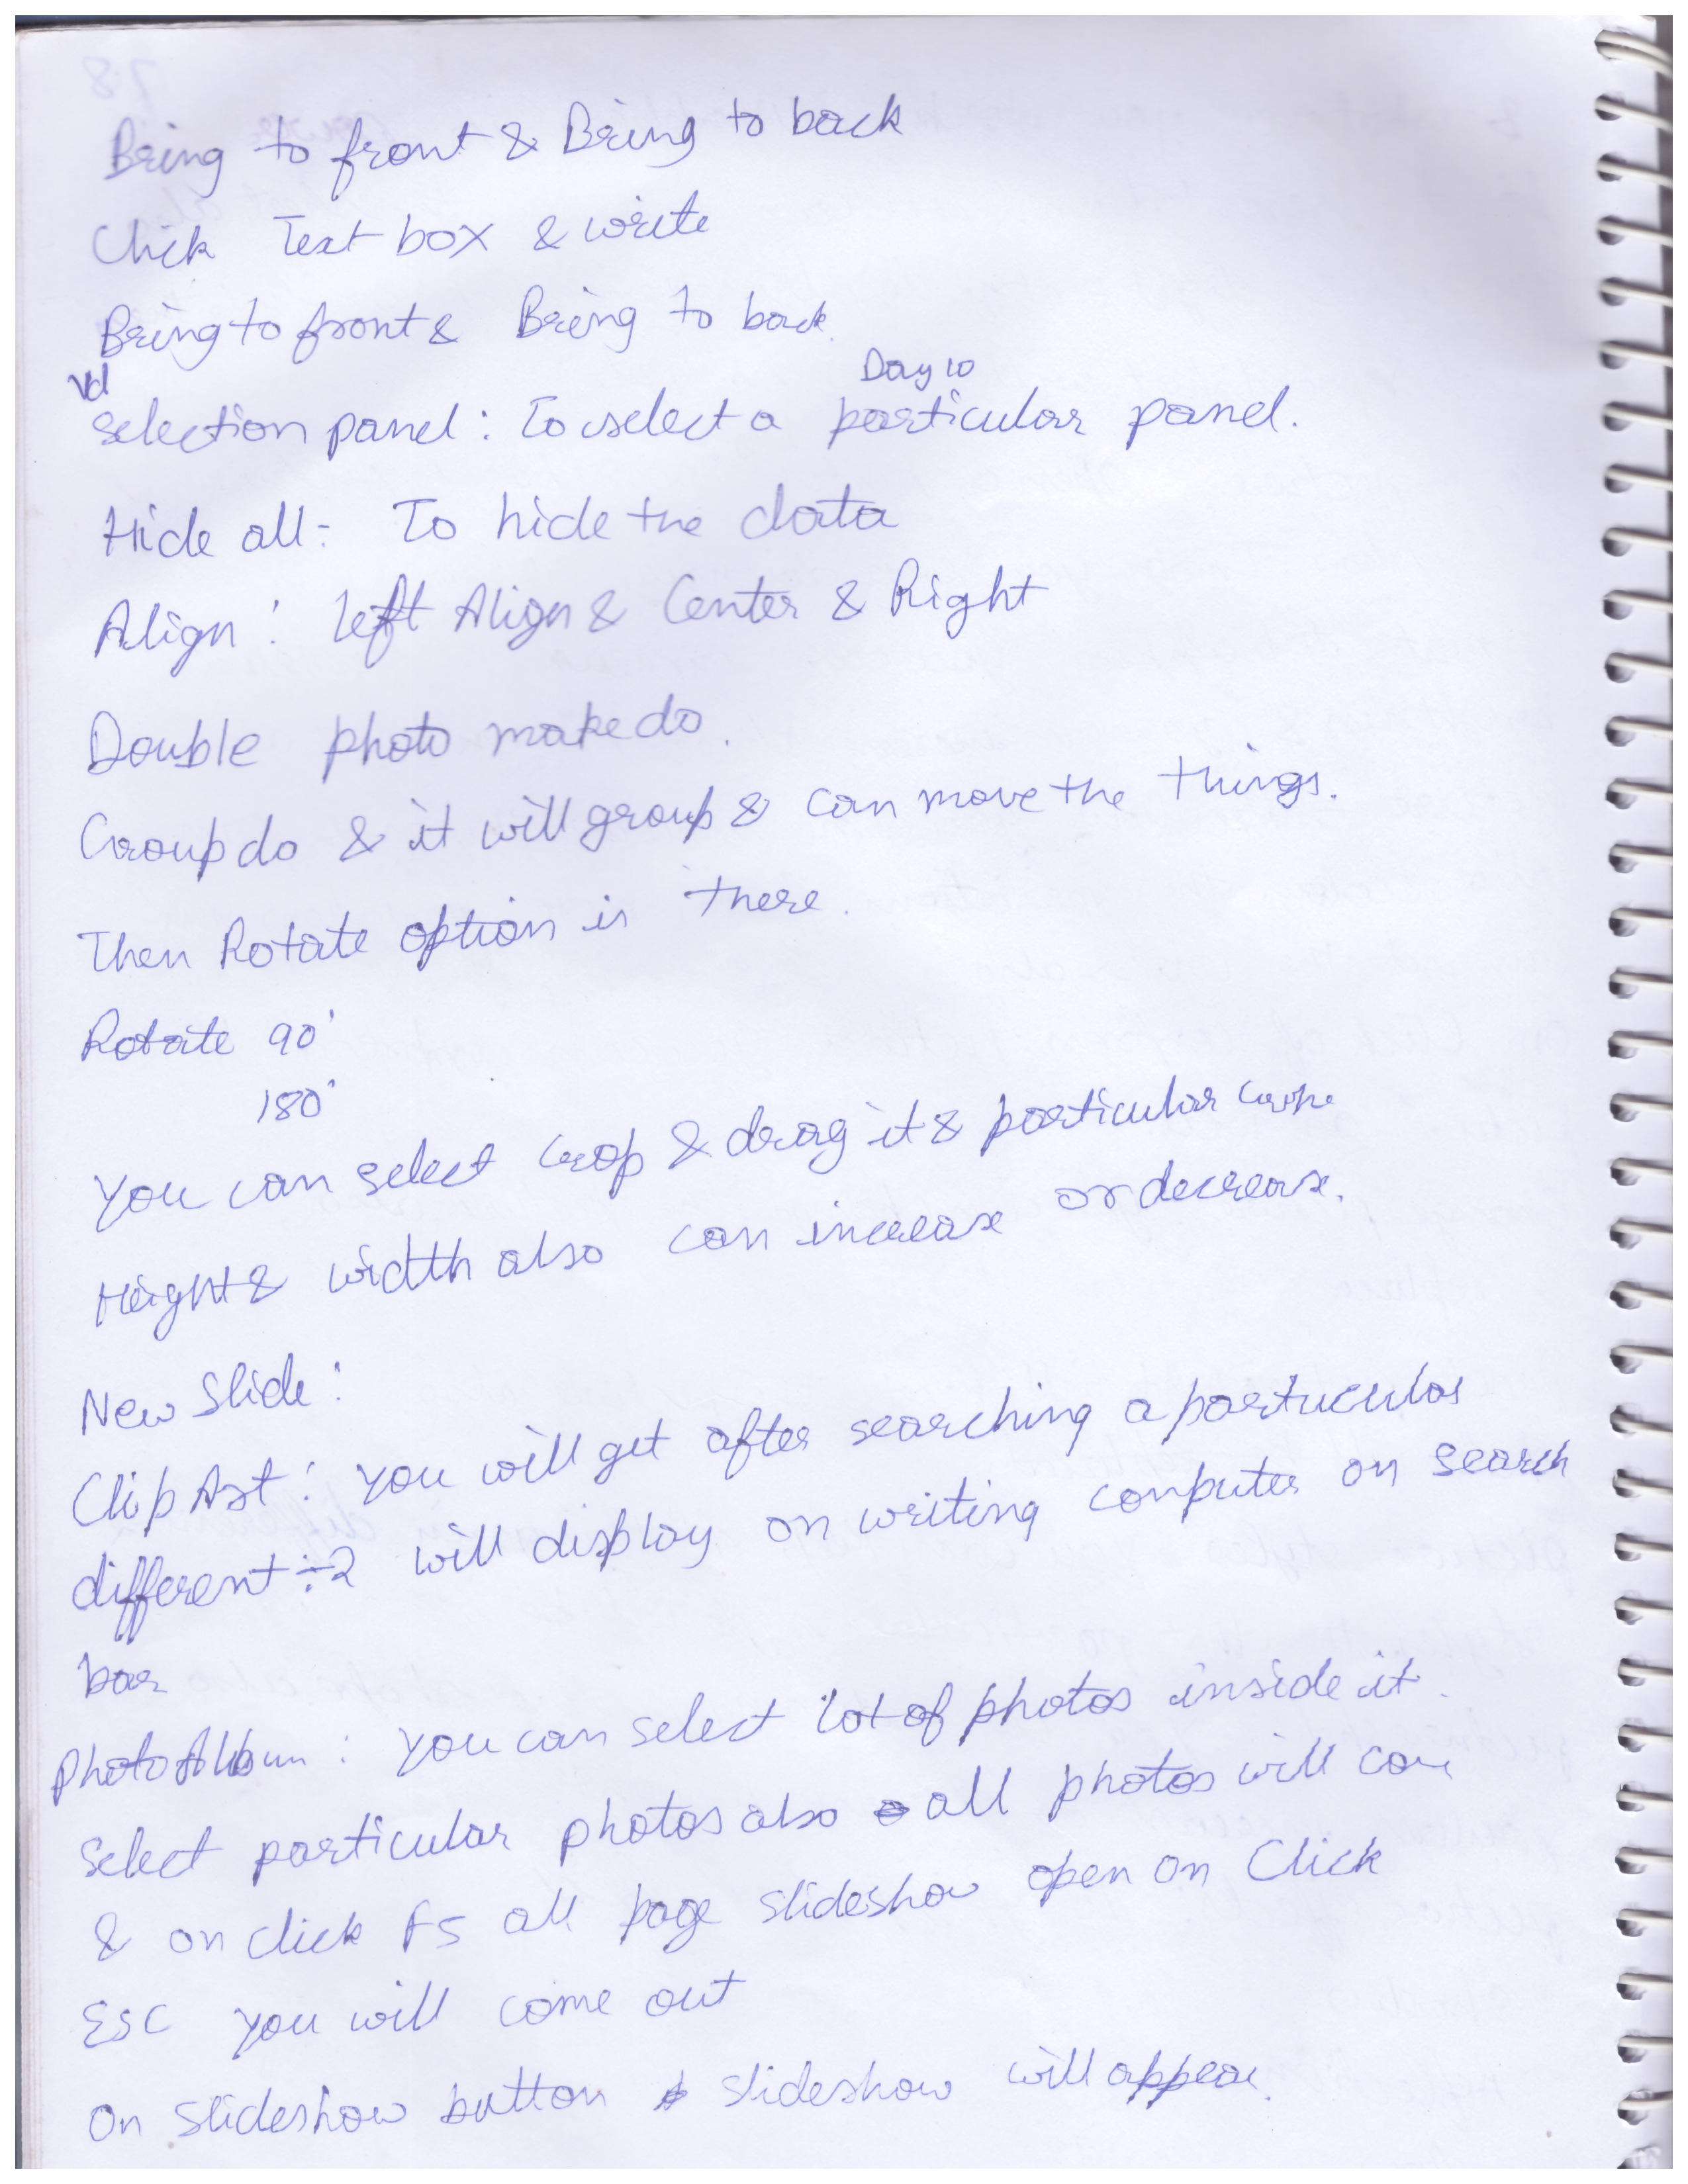 Bring to front & Bring to back
Click Text box & write
Bring to front & Bring to back.
Vd
Day 10
Selection panel : To select a particular panel.
Hide all :- To hide the data
Align : Left Align & Center & Right
Double photo make do.
Group do & it will group & can move the things.
Then Rotate option is there.
Rotate 90°
180°
You can select Crop & drag it & particular
Height & width also can increase or decrease.
New Slide :
Clip Art : You will get after searching a partucular
different ÷2 will display on writing computer on search
bar
Photo Album : You can select lot of photos inside it.
Select particular photos also all photos will come
& on click F5 all page slideshow open on Click
Esc you will come out
On slideshow button slideshow will appear.